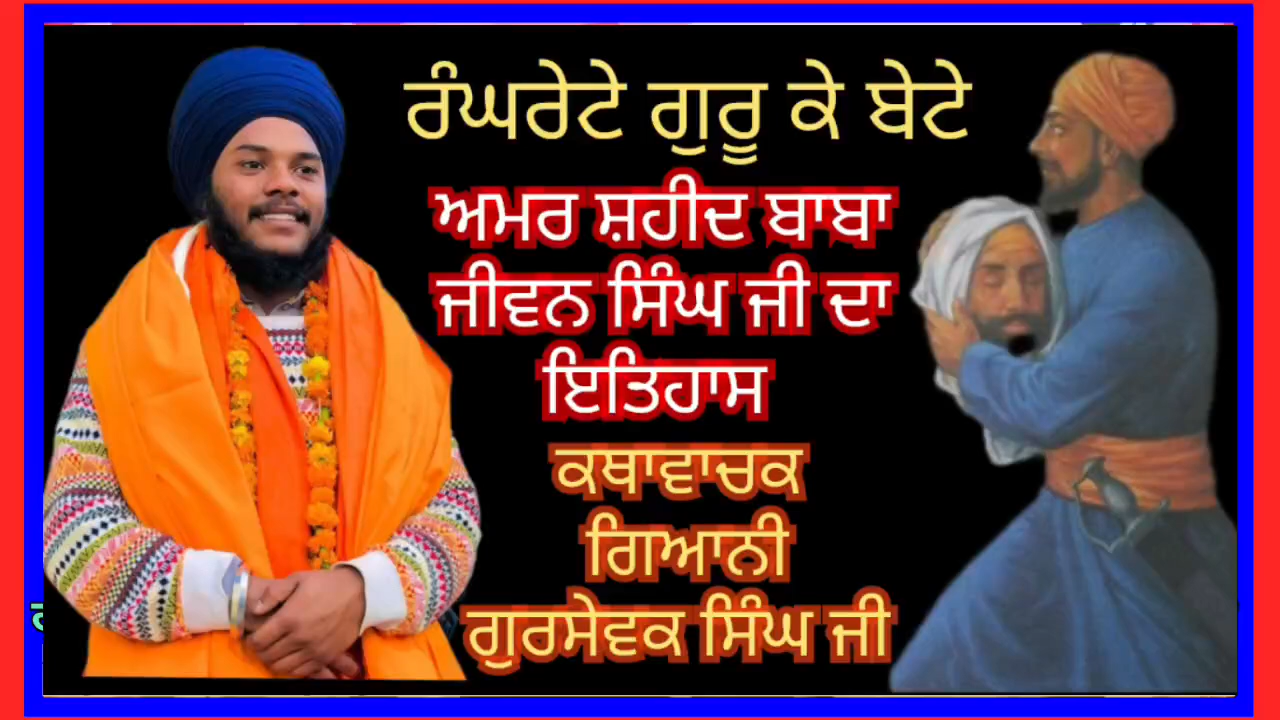 ਰੰਘਰੇਟੇ ਗੁਰੂ ਕੇ ਬੇਟੇ
ਅਮਰ ਸ਼ਹੀਦ ਬਾਬਾ
ਜੀਵਨ ਸਿੰਘ ਜੀ ਦਾ
ਇਤਿਹਾਸ
ਕਥਾਵਾਚਕ
ਗਿਆਨੀ
ਗੁਰਸੇਵਕ ਸਿੰਘ ਜੀ